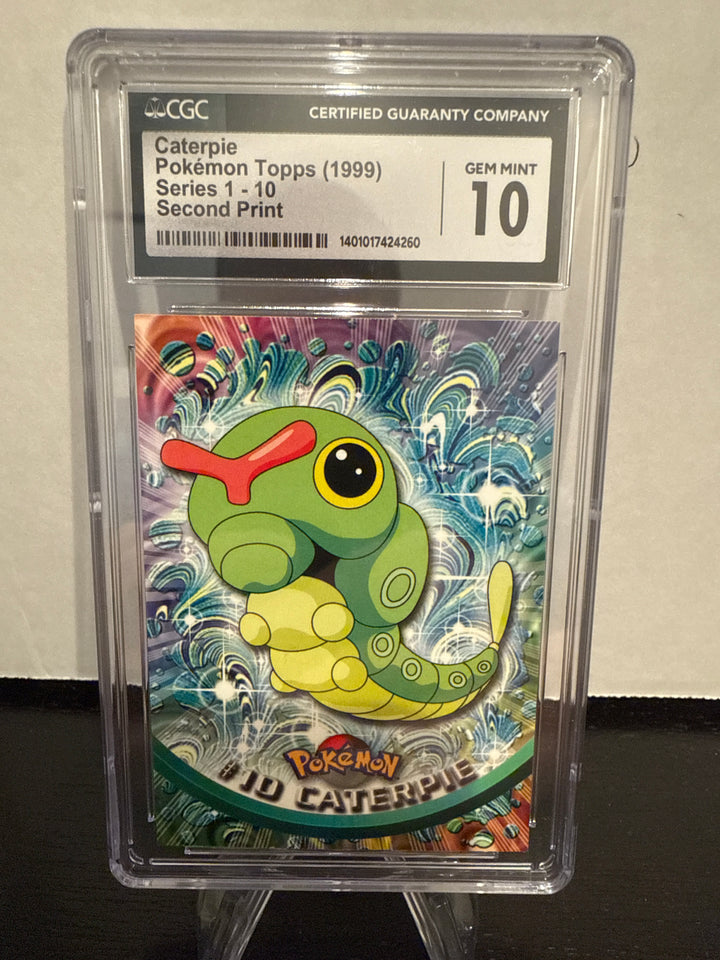 CGC
CERTIFIED GUARANTY COMPANY
Caterpie
Pokémon Topps (1999)
Series 1 - 10
Second Print
1401017424260
GEM MINT
10
POKéMON
#10 CATERPIE